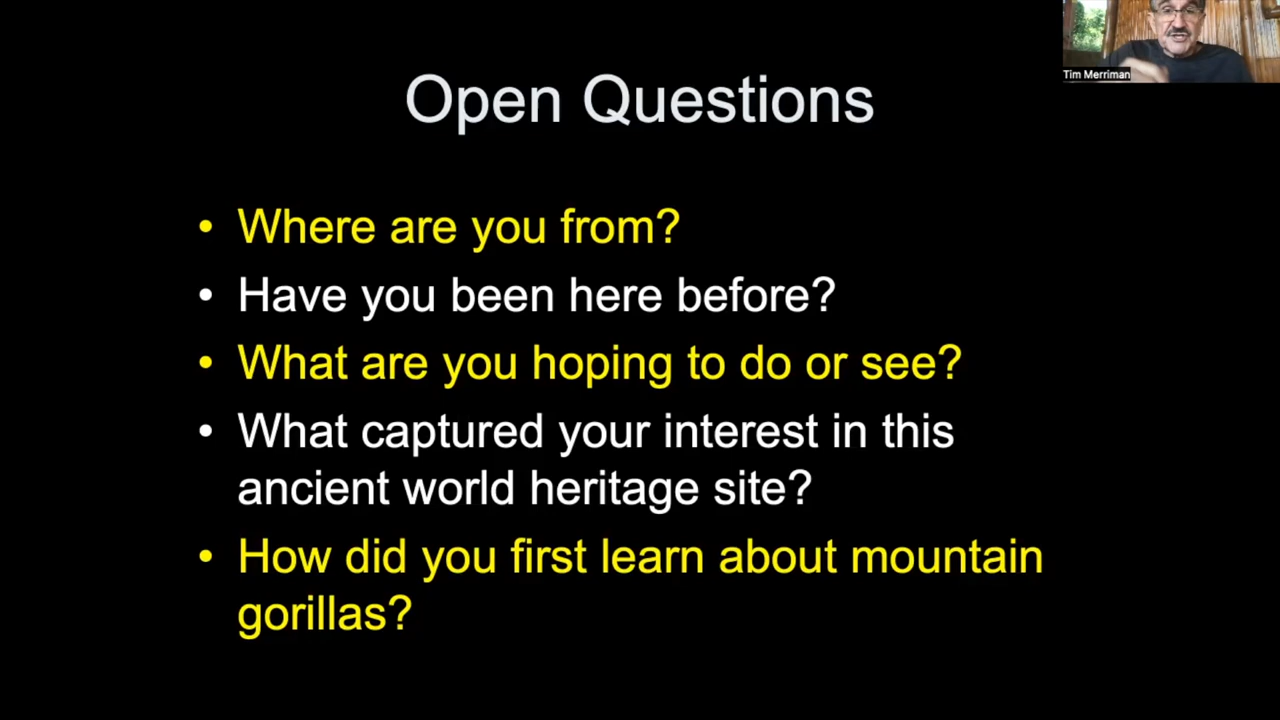 Tim Merriman
Open Questions
• Where are you from?
• Have you been here before?
• What are you hoping to do or see?
• What captured your interest in this
ancient world heritage site?
• How did you first learn about mountain
gorillas?